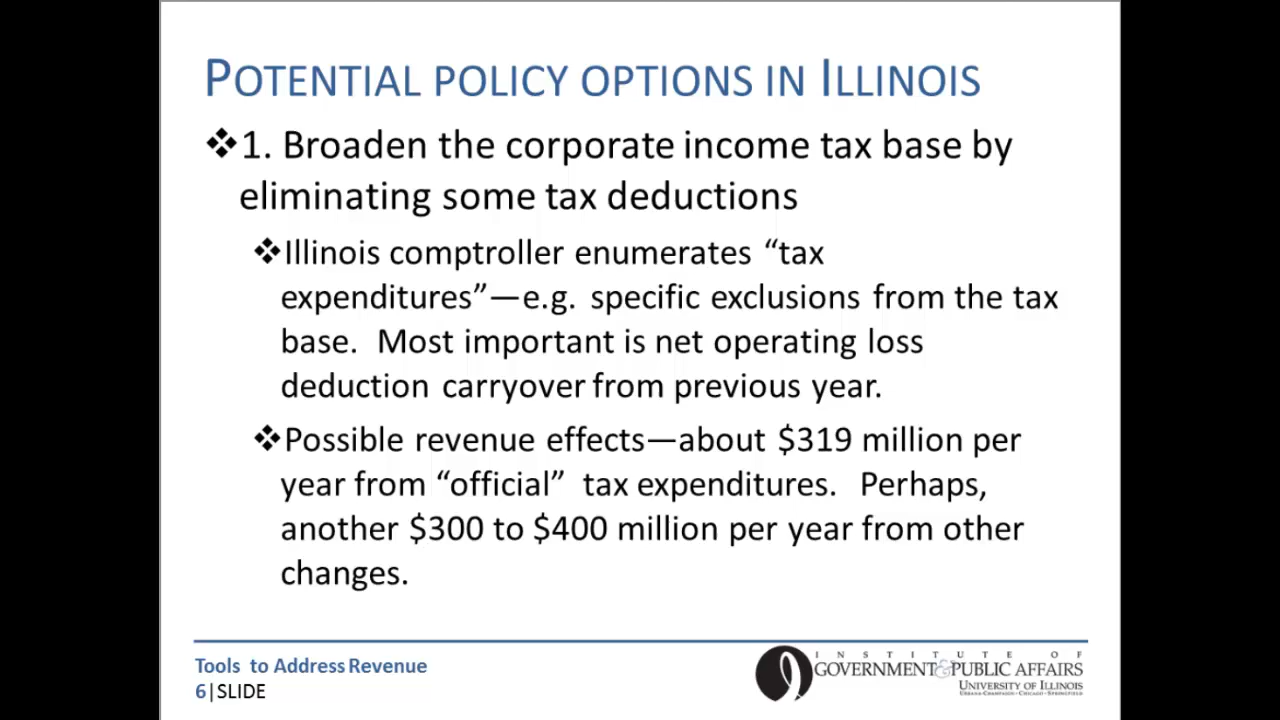 POTENTIAL POLICY OPTIONS IN ILLINOIS
❖1. Broaden the corporate income tax base by
eliminating some tax deductions
❖Illinois comptroller enumerates “tax
expenditures”—e.g. specific exclusions from the tax
base. Most important is net operating loss
deduction carryover from previous year.
❖Possible revenue effects—about $319 million per
year from “official” tax expenditures. Perhaps,
another $300 to $400 million per year from other
changes.
Tools to Address Revenue
6|SLIDE
INSTITUTE OF
GOVERNMENT & PUBLIC AFFAIRS
UNIVERSITY OF ILLINOIS
URBANA-CHAMPAIGN • CHICAGO • SPRINGFIELD